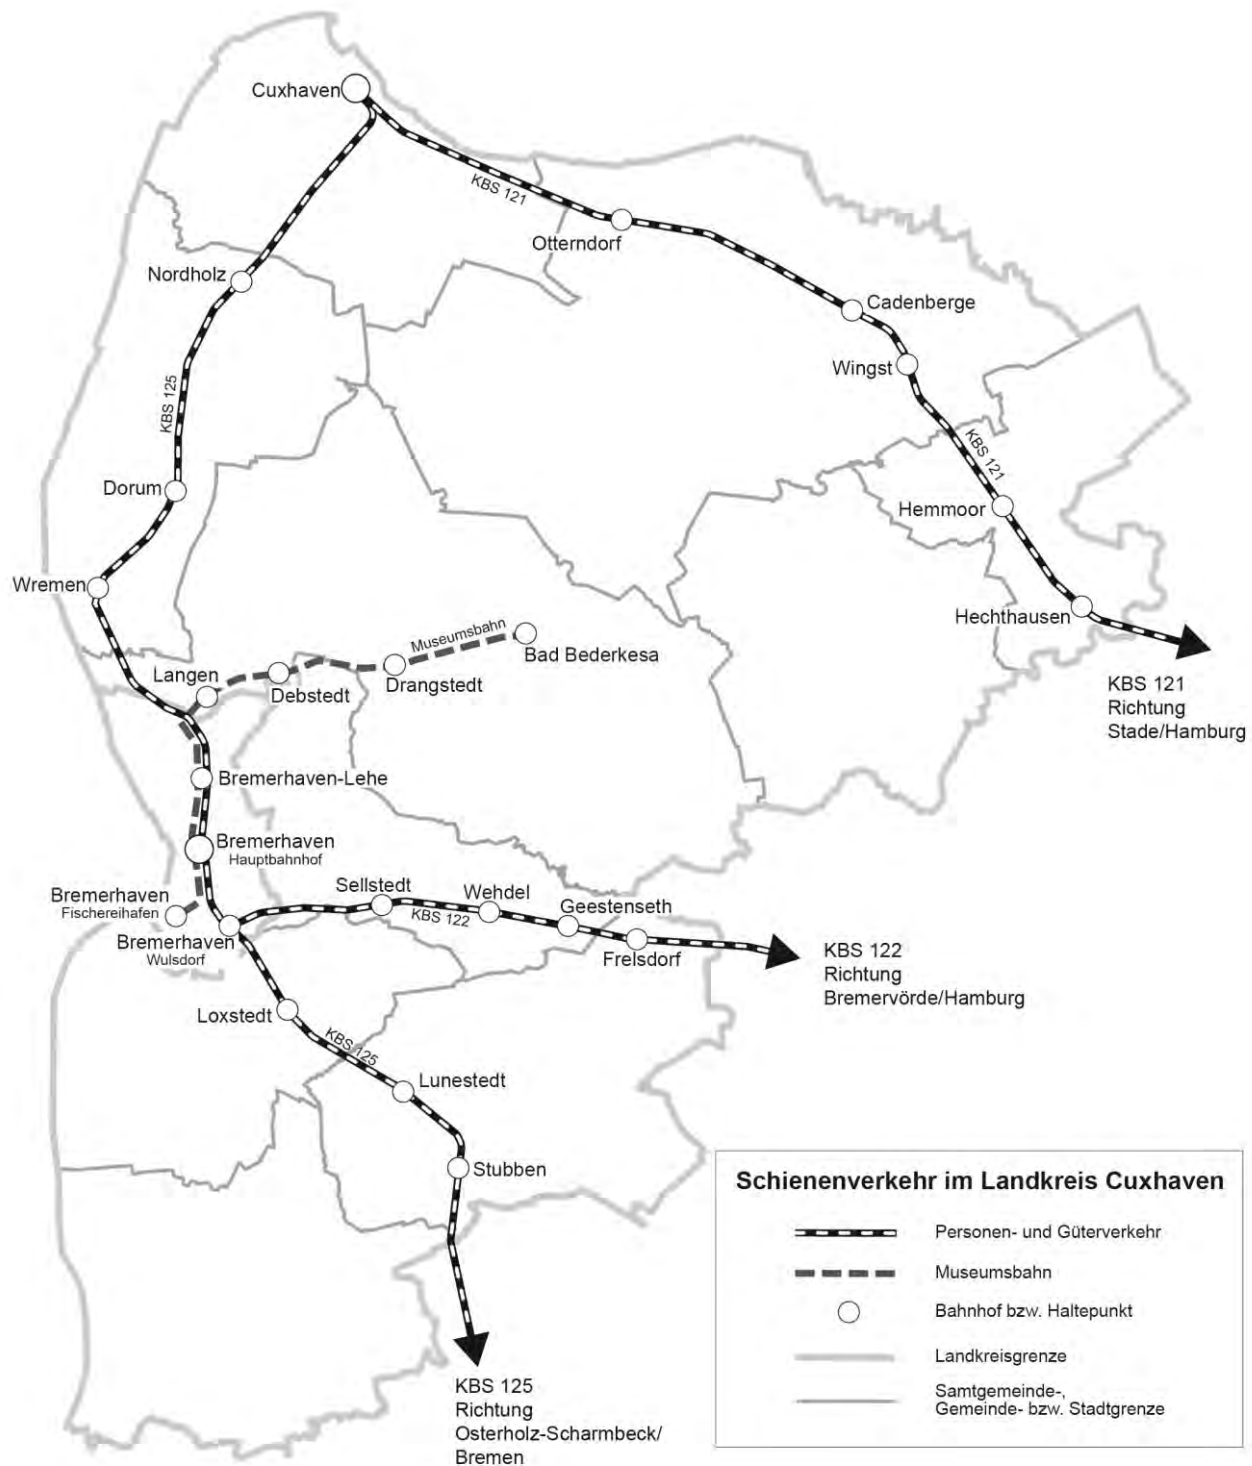 Cuxhaven
KBS 121
Otterndorf
Nordholz
Cadenberge
Wingst
KBS 125
KBS 121
Dorum
Hemmoor
Wremen
Hechthausen
Museumsbahn
Bad Bederkesa
Langen
Debstedt
Drangstedt
KBS 121
Richtung
Stade/Hamburg
Bremerhaven-Lehe
Bremerhaven
Hauptbahnhof
Sellstedt
Wehdel
Bremerhaven
Fischereihafen
KBS 122
Geestenseth
Bremerhaven
Wulsdorf
Frelsdorf
KBS 122
Richtung
Bremervörde/Hamburg
Loxstedt
KBS 125
Lunestedt
Stubben
Schienenverkehr im Landkreis Cuxhaven
Personen- und Güterverkehr
Museumsbahn
Bahnhof bzw. Haltepunkt
Landkreisgrenze
Samtgemeinde-,
Gemeinde- bzw. Stadtgrenze
KBS 125
Richtung
Osterholz-Scharmbeck/
Bremen